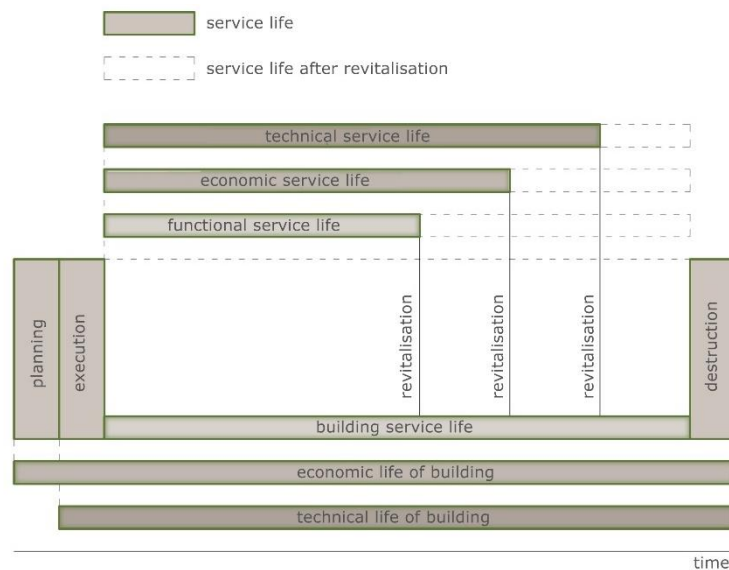 service life
service life after revitalisation
technical service life
economic service life
functional service life
planning
execution
revitalisation
revitalisation
revitalisation
destruction
building service life
economic life of building
technical life of building
time